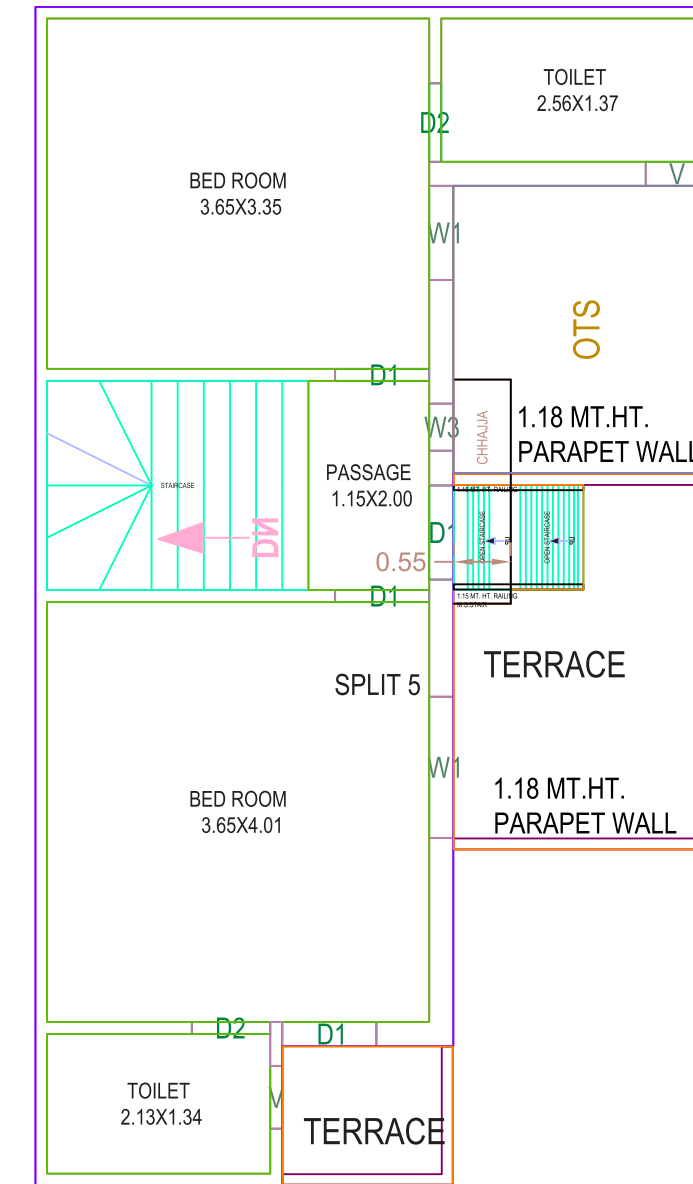 TOILET
2.56X1.37
D2
V
BED ROOM
3.65X3.35
W1
OTS
D1
W3
CHHAJJA
1.18 MT.HT.
PARAPET WALL
PASSAGE
1.15X2.00
STAIRCASE
DN
D1
OPEN STAIRCASE
UP
OPEN STAIRCASE
UP
0.55
D1
1.15 MT. HT. RAILING
M.S.STAIR
SPLIT 5
TERRACE
W1
1.18 MT.HT.
PARAPET WALL
BED ROOM
3.65X4.01
D2
D1
TOILET
2.13X1.34
V
TERRACE